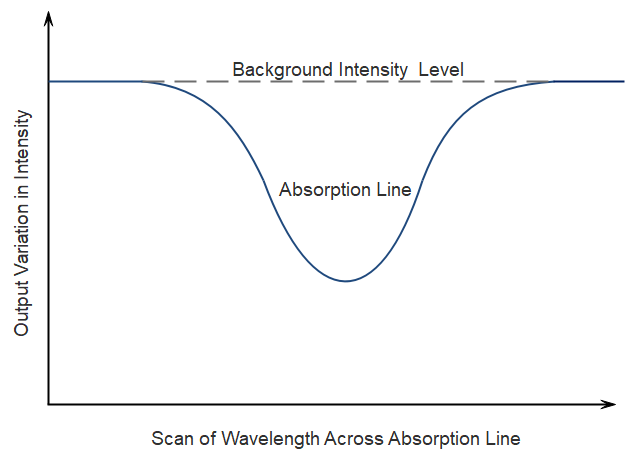 Background Intensity Level
Absorption Line
Output Variation in Intensity
Scan of Wavelength Across Absorption Line